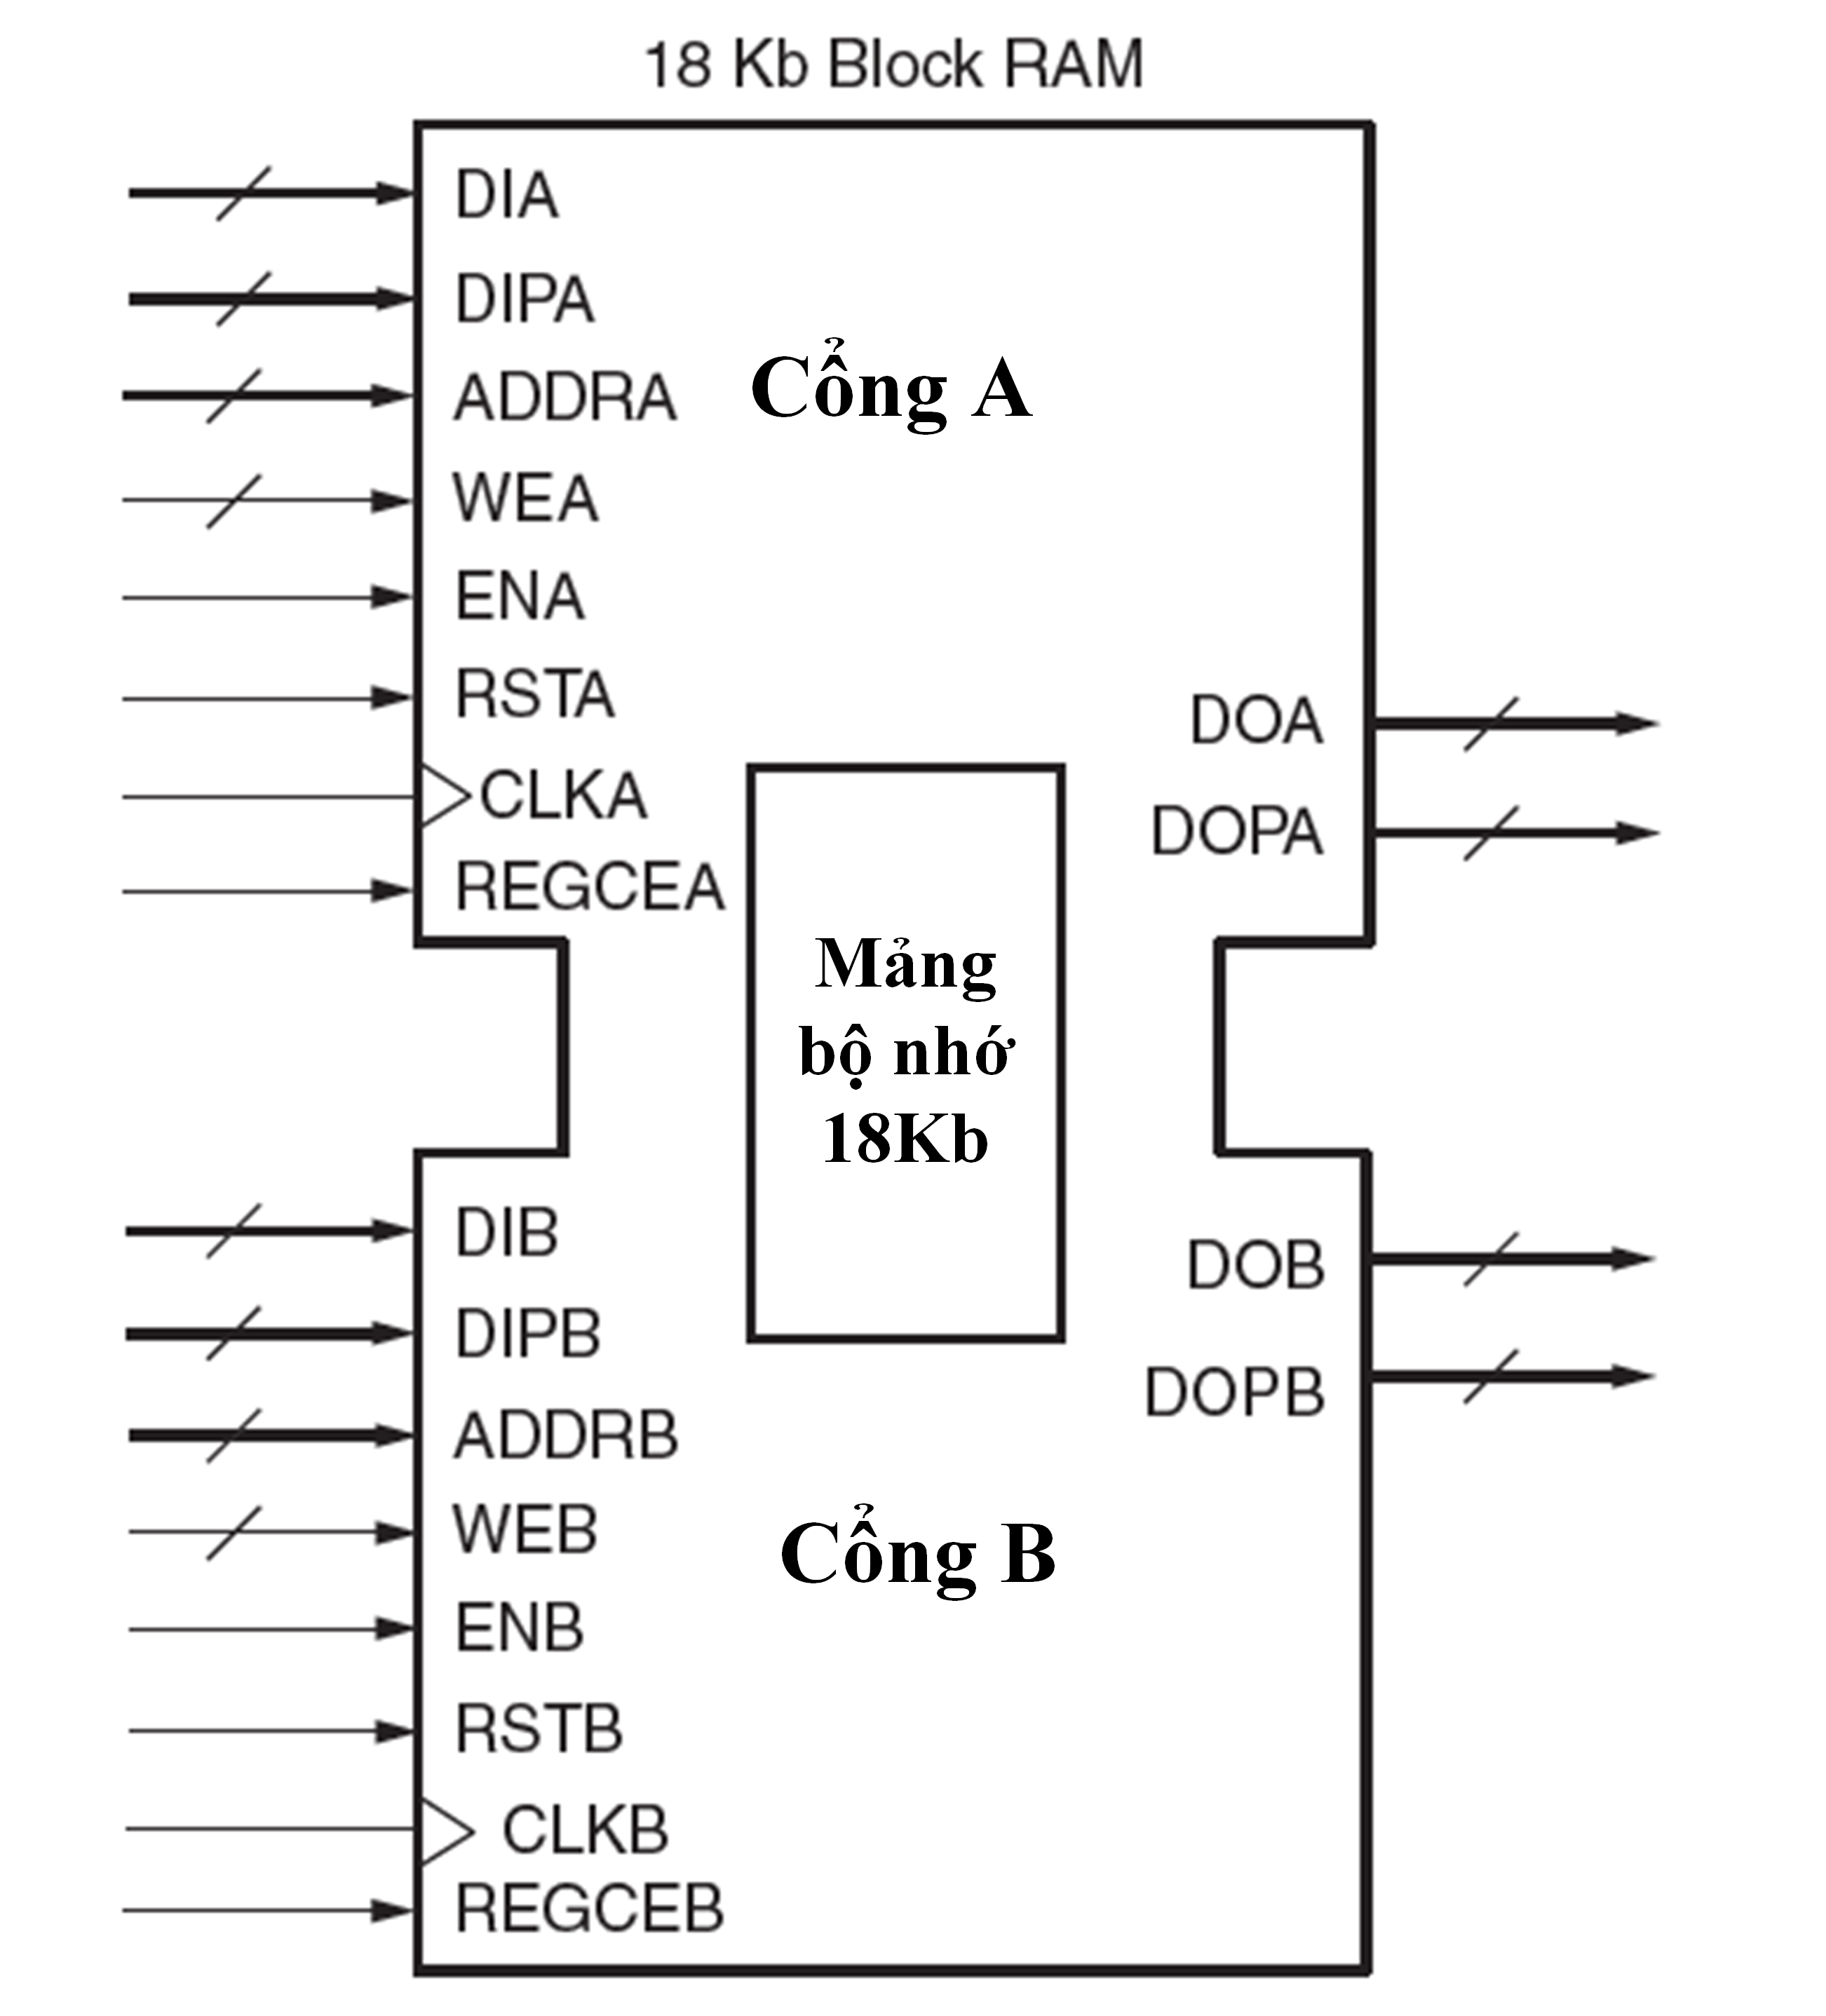 18 Kb Block RAM
DIA
DIPA
ADDRA
Cổng A
WEA
ENA
RSTA
DOA
CLKA
DOPA
REGCEA
Mảng
bộ nhớ
18Kb
DIB
DOB
DIPB
DOPB
ADDRB
WEB
Cổng B
ENB
RSTB
CLKB
REGCEB